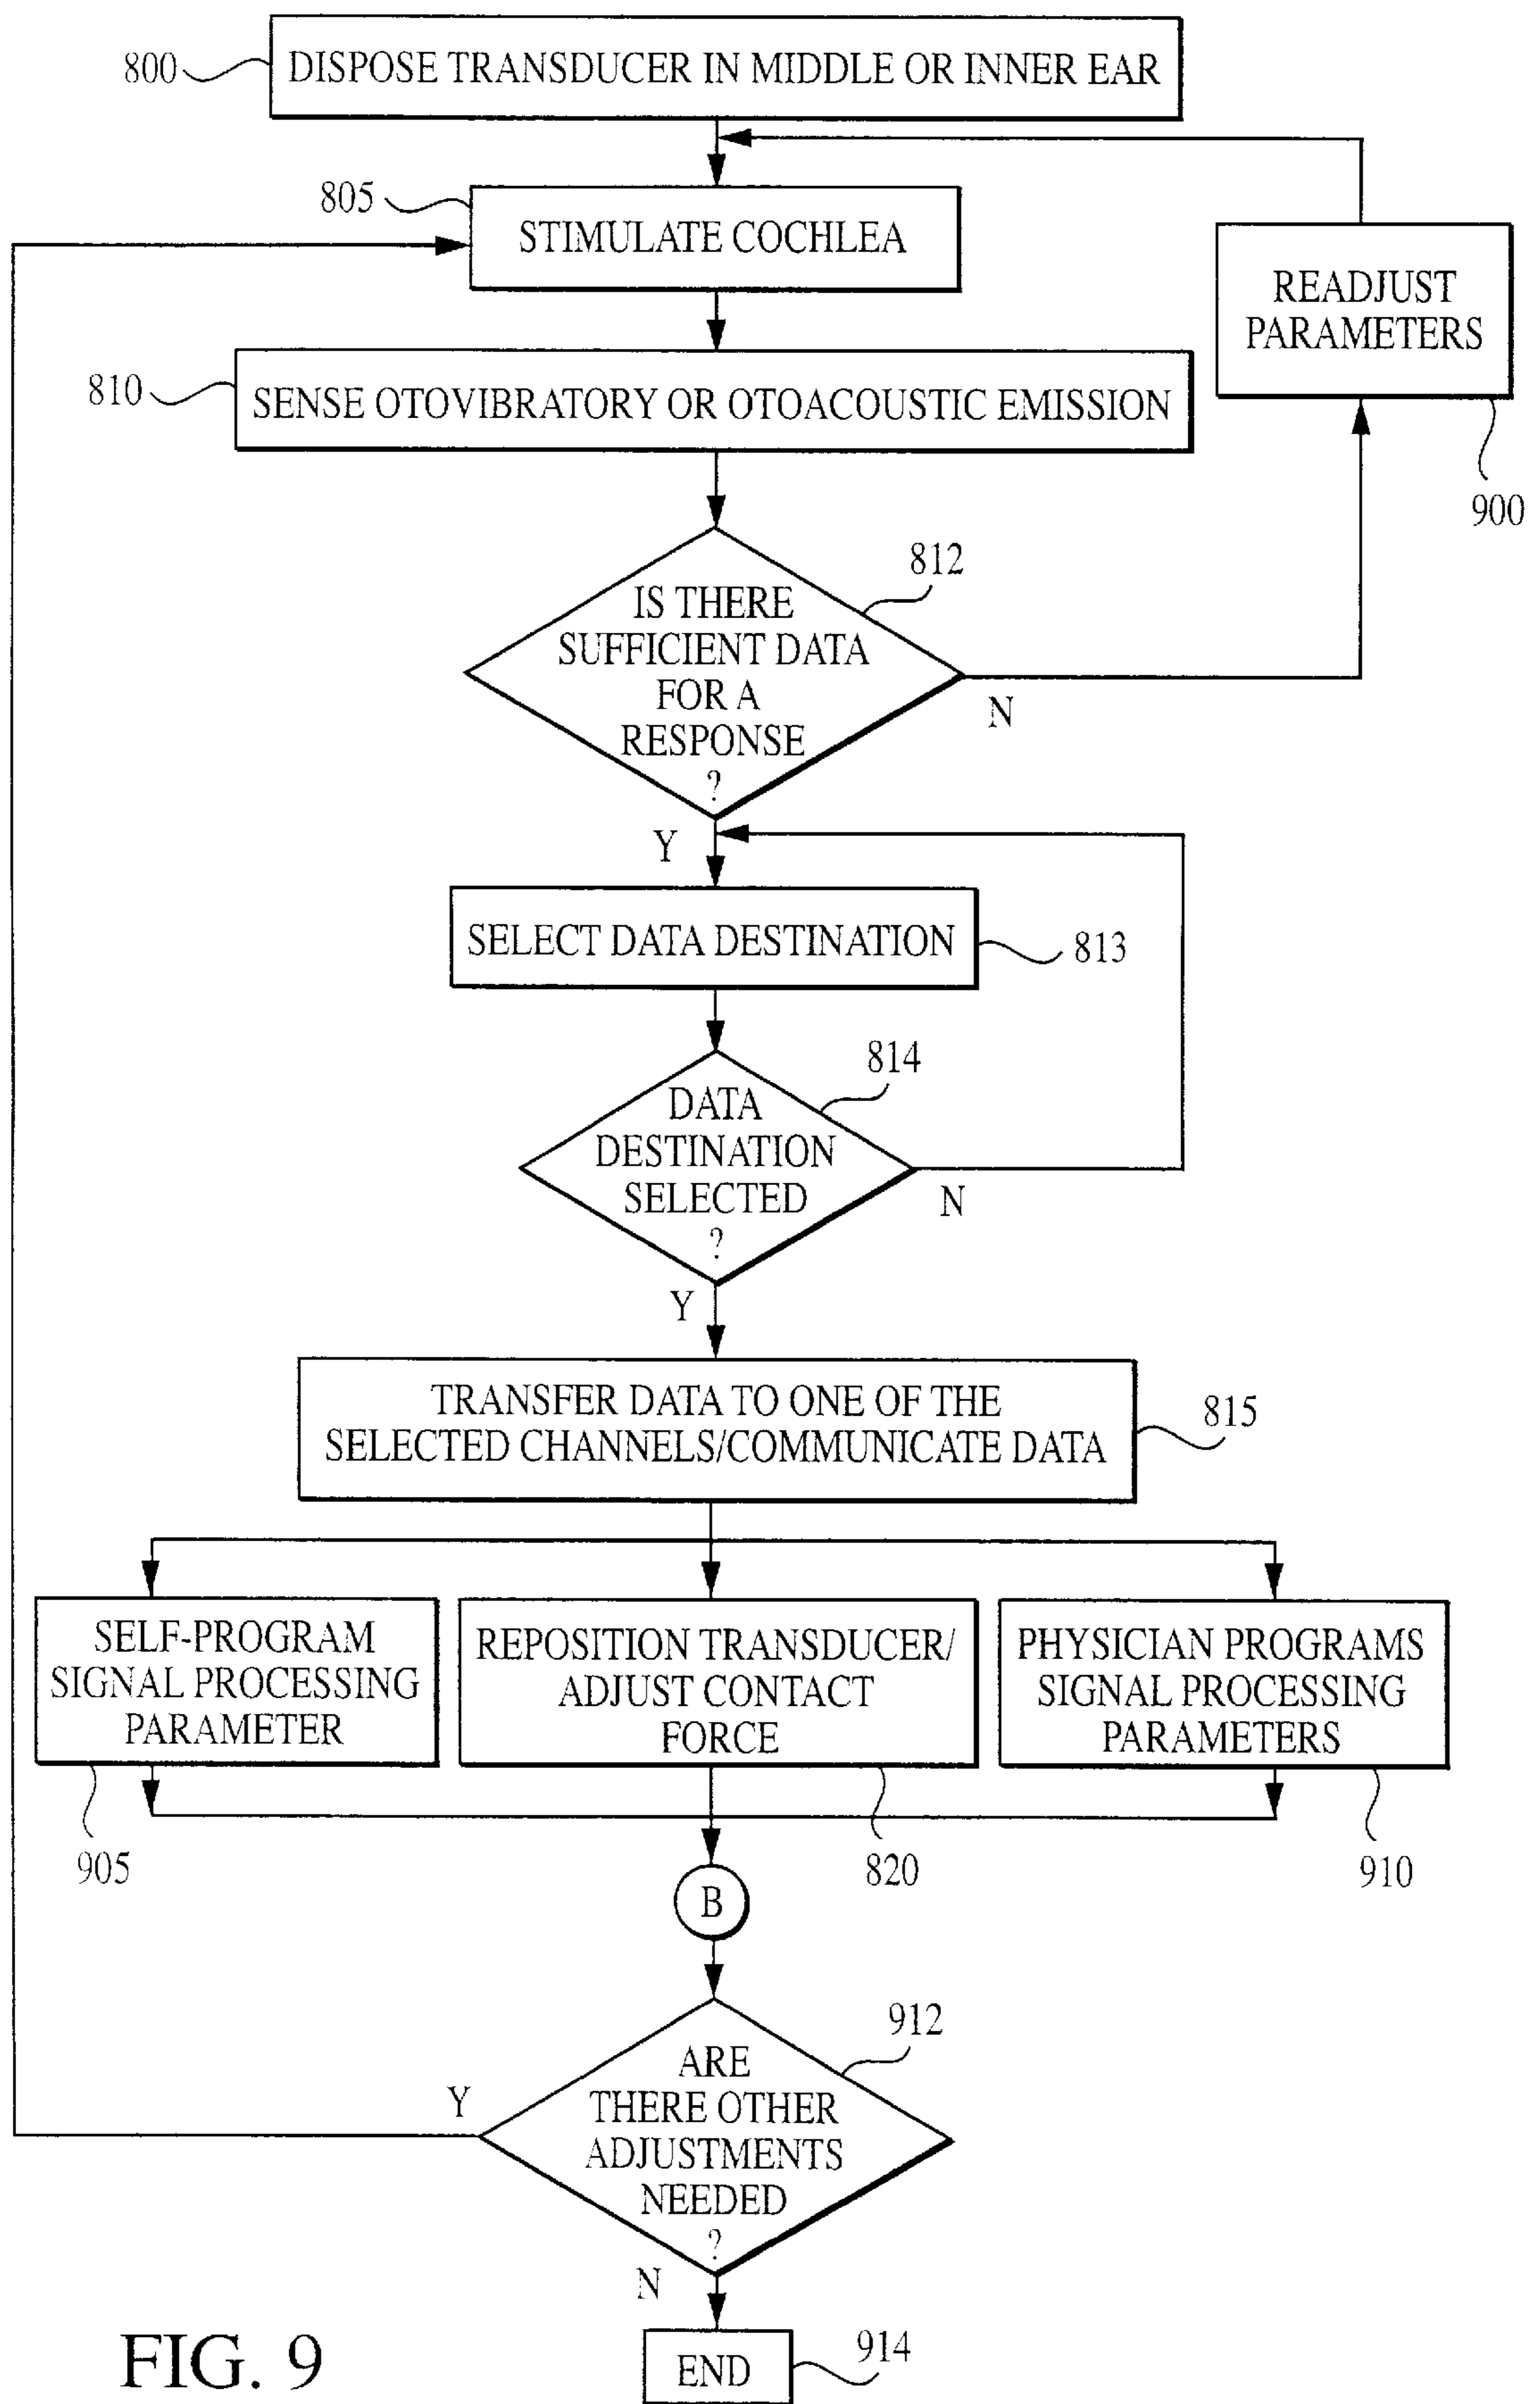 800
DISPOSE TRANSDUCER IN MIDDLE OR INNER EAR
805
STIMULATE COCHLEA
READJUST
PARAMETERS
900
810
SENSE OTOVIBRATORY OR OTOACOUSTIC EMISSION
812
IS THERE
SUFFICIENT DATA
FOR A
RESPONSE
?
N
Y
SELECT DATA DESTINATION
813
814
DATA
DESTINATION
SELECTED
?
N
Y
TRANSFER DATA TO ONE OF THE
SELECTED CHANNELS/COMMUNICATE DATA
815
SELF-PROGRAM
SIGNAL PROCESSING
PARAMETER
905
REPOSITION TRANSDUCER/
ADJUST CONTACT
FORCE
820
PHYSICIAN PROGRAMS
SIGNAL PROCESSING
PARAMETERS
910
B
912
ARE
THERE OTHER
ADJUSTMENTS
NEEDED
?
Y
N
END
914
FIG. 9